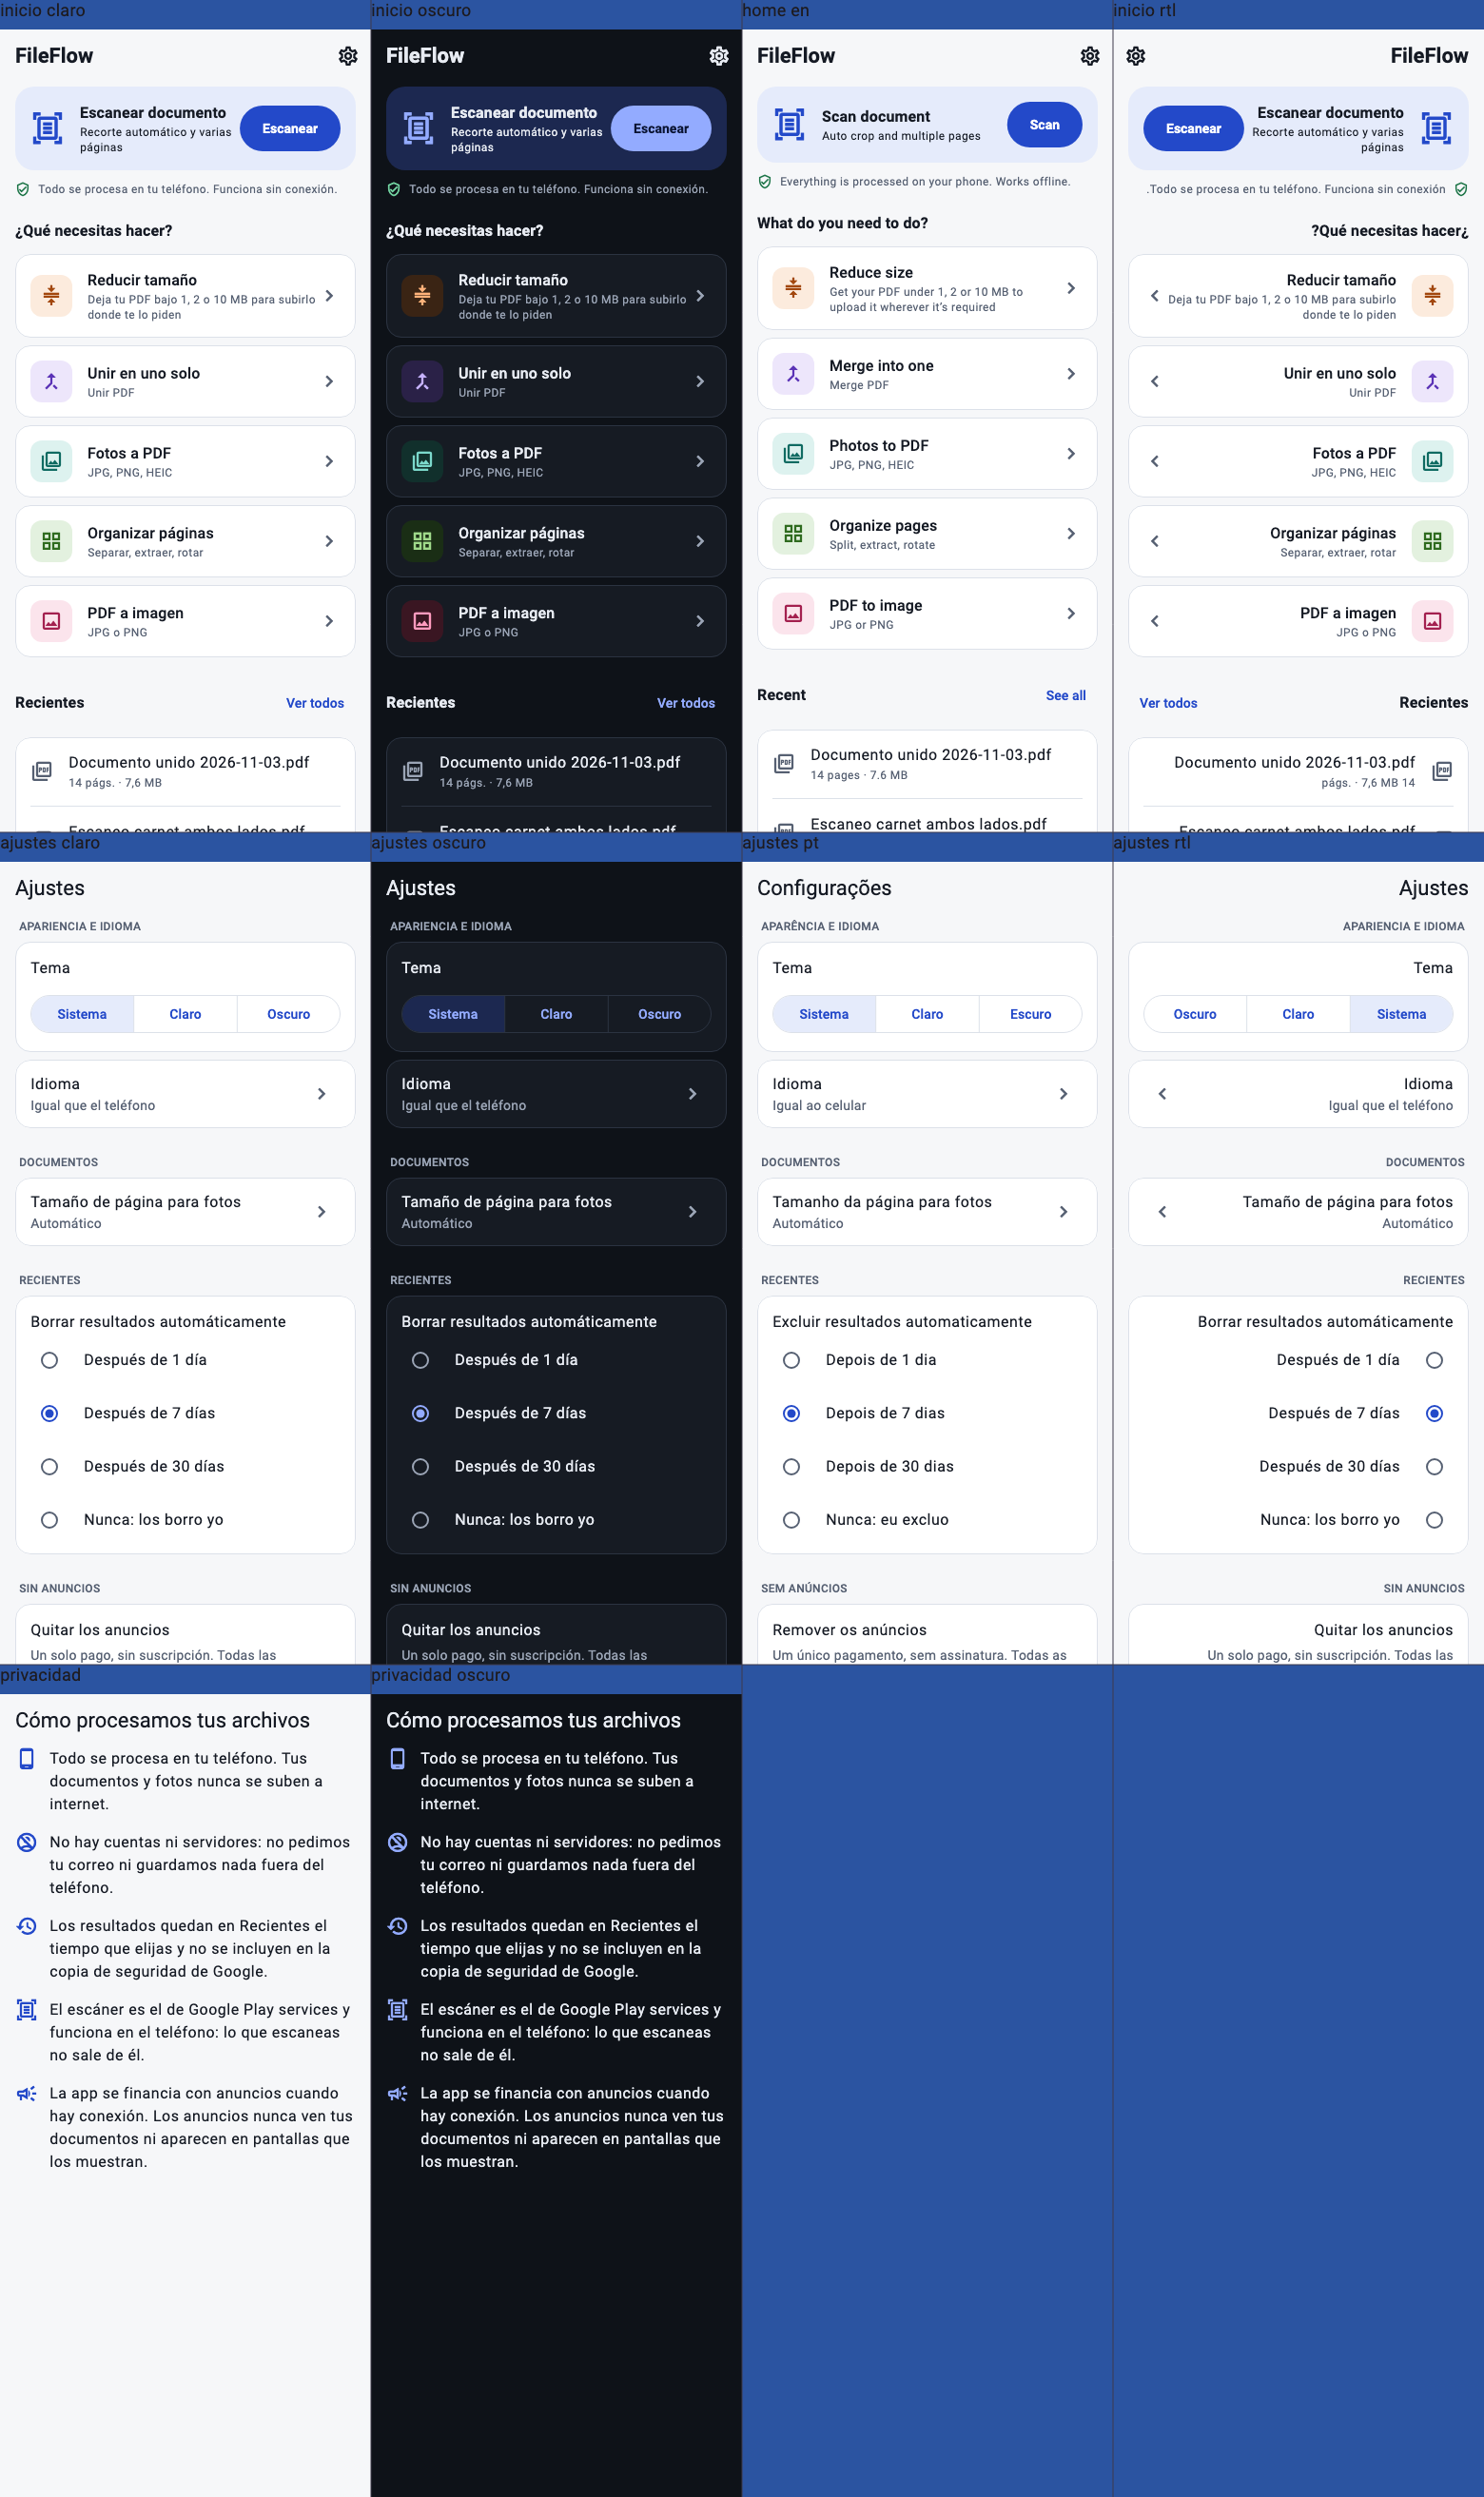 inicio claro
FileFlow
Escanear documento
Recorte automático y varias
páginas
Escanear
Todo se procesa en tu teléfono. Funciona sin conexión.
¿Qué necesitas hacer?
Reducir tamaño
Deja tu PDF bajo 1, 2 o 10 MB para subirlo
donde te lo piden
Unir en uno solo
Unir PDF
Fotos a PDF
JPG, PNG, HEIC
Organizar páginas
Separar, extraer, rotar
PDF a imagen
JPG o PNG
Recientes
Ver todos
PDF
Documento unido 2026-11-03.pdf
14 págs. · 7,6 MB
Escaneo carnet ambos lados.pdf
inicio oscuro
FileFlow
Escanear documento
Recorte automático y varias
páginas
Escanear
Todo se procesa en tu teléfono. Funciona sin conexión.
¿Qué necesitas hacer?
Reducir tamaño
Deja tu PDF bajo 1, 2 o 10 MB para subirlo
donde te lo piden
Unir en uno solo
Unir PDF
Fotos a PDF
JPG, PNG, HEIC
Organizar páginas
Separar, extraer, rotar
PDF a imagen
JPG o PNG
Recientes
Ver todos
PDF
Documento unido 2026-11-03.pdf
14 págs. · 7,6 MB
Escaneo carnet ambos lados.pdf
home en
FileFlow
Scan document
Auto crop and multiple pages
Scan
Everything is processed on your phone. Works offline.
What do you need to do?
Reduce size
Get your PDF under 1, 2 or 10 MB to
upload it wherever it's required
Merge into one
Merge PDF
Photos to PDF
JPG, PNG, HEIC
Organize pages
Split, extract, rotate
PDF to image
JPG or PNG
Recent
See all
PDF
Documento unido 2026-11-03.pdf
14 pages · 7.6 MB
PDF
Escaneo carnet ambos lados.pdf
inicio rtl
FileFlow
Escanear documento
Recorte automático y varias
páginas
Escanear
.Todo se procesa en tu teléfono. Funciona sin conexión
?Qué necesitas hacer¿
Reducir tamaño
Deja tu PDF bajo 1, 2 o 10 MB para subirlo
donde te lo piden
Unir en uno solo
Unir PDF
Fotos a PDF
JPG, PNG, HEIC
Organizar páginas
Separar, extraer, rotar
PDF a imagen
JPG o PNG
Ver todos
Recientes
PDF
Documento unido 2026-11-03.pdf
págs. · 7,6 MB 14
Escaneo carnet ambos lados.pdf
ajustes claro
Ajustes
APARIENCIA E IDIOMA
Tema
Sistema
Claro
Oscuro
Idioma
Igual que el teléfono
DOCUMENTOS
Tamaño de página para fotos
Automático
RECIENTES
Borrar resultados automáticamente
Después de 1 día
Después de 7 días
Después de 30 días
Nunca: los borro yo
SIN ANUNCIOS
Quitar los anuncios
Un solo pago, sin suscripción. Todas las
ajustes oscuro
Ajustes
APARIENCIA E IDIOMA
Tema
Sistema
Claro
Oscuro
Idioma
Igual que el teléfono
DOCUMENTOS
Tamaño de página para fotos
Automático
RECIENTES
Borrar resultados automáticamente
Después de 1 día
Después de 7 días
Después de 30 días
Nunca: los borro yo
SIN ANUNCIOS
Quitar los anuncios
Un solo pago, sin suscripción. Todas las
ajustes pt
Configurações
APARÊNCIA E IDIOMA
Tema
Sistema
Claro
Escuro
Idioma
Igual ao celular
DOCUMENTOS
Tamanho da página para fotos
Automático
RECENTES
Excluir resultados automaticamente
Depois de 1 dia
Depois de 7 dias
Depois de 30 dias
Nunca: eu excluo
SEM ANÚNCIOS
Remover os anúncios
Um único pagamento, sem assinatura. Todas as
ajustes rtl
Ajustes
APARIENCIA E IDIOMA
Tema
Oscuro
Claro
Sistema
Idioma
Igual que el teléfono
DOCUMENTOS
Tamaño de página para fotos
Automático
RECIENTES
Borrar resultados automáticamente
Después de 1 día
Después de 7 días
Después de 30 días
Nunca: los borro yo
SIN ANUNCIOS
Quitar los anuncios
Un solo pago, sin suscripción. Todas las
privacidad
Cómo procesamos tus archivos
Todo se procesa en tu teléfono. Tus
documentos y fotos nunca se suben a
internet.
No hay cuentas ni servidores: no pedimos
tu correo ni guardamos nada fuera del
teléfono.
Los resultados quedan en Recientes el
tiempo que elijas y no se incluyen en la
copia de seguridad de Google.
El escáner es el de Google Play services y
funciona en el teléfono: lo que escaneas
no sale de él.
La app se financia con anuncios cuando
hay conexión. Los anuncios nunca ven tus
documentos ni aparecen en pantallas que
los muestran.
privacidad oscuro
Cómo procesamos tus archivos
Todo se procesa en tu teléfono. Tus
documentos y fotos nunca se suben a
internet.
No hay cuentas ni servidores: no pedimos
tu correo ni guardamos nada fuera del
teléfono.
Los resultados quedan en Recientes el
tiempo que elijas y no se incluyen en la
copia de seguridad de Google.
El escáner es el de Google Play services y
funciona en el teléfono: lo que escaneas
no sale de él.
La app se financia con anuncios cuando
hay conexión. Los anuncios nunca ven tus
documentos ni aparecen en pantallas que
los muestran.